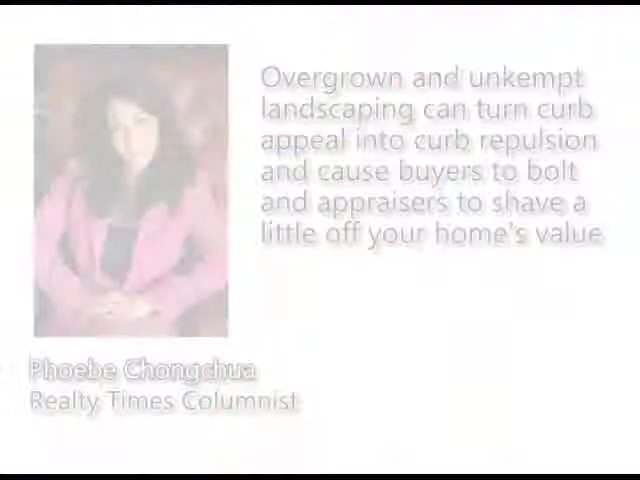 Overgrown and unkempt
landscaping can turn curb
appeal into curb repulsion
and cause buyers to bolt
and appraisers to shave a
little off your home's value
Phoebe Chongchua
Realty Times Columnist